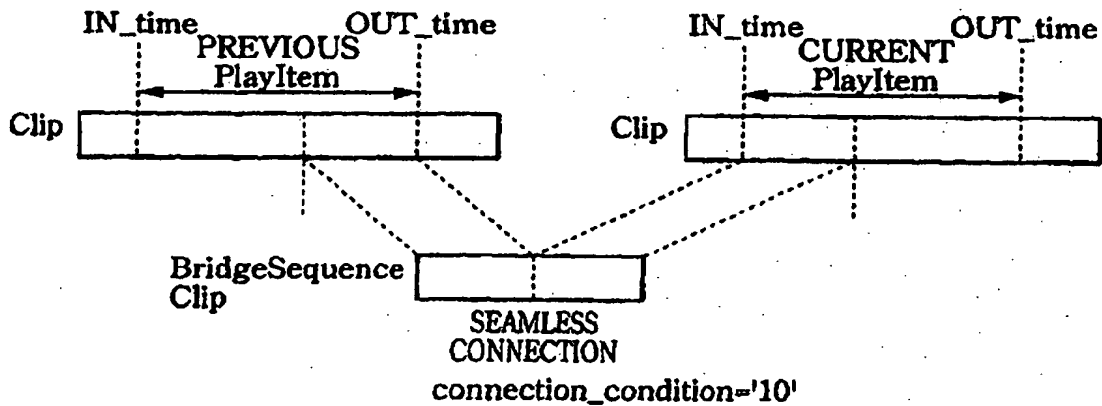 IN_time OUT_time IN_time OUT_time
PREVIOUS CURRENT
PlayItem PlayItem
Clip Clip
BridgeSequence
Clip
SEAMLESS
CONNECTION
connection_condition='10'